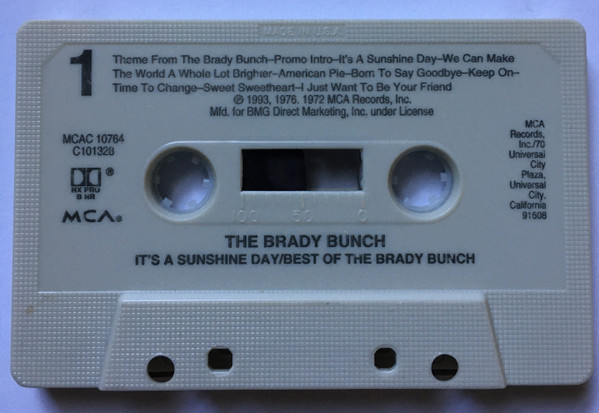 MADE IN U.S.A.
1
Theme From The Brady Bunch–Promo Intro–It's A Sunshine Day–We Can Make
The World A Whole Lot Brighter–American Pie–Born To Say Goodbye–Keep On–
Time To Change–Sweet Sweetheart–I Just Want To Be Your Friend
℗ 1993, 1976, 1972 MCA Records, Inc.
Mfd. for BMG Direct Marketing, Inc. under License
MCAC 10764
C101328
HX PRO
B NR
MCA®
MCA
Records,
Inc./70
Universal
City
Plaza,
Universal
City,
California
91608
100 50 0
THE BRADY BUNCH
IT'S A SUNSHINE DAY/BEST OF THE BRADY BUNCH